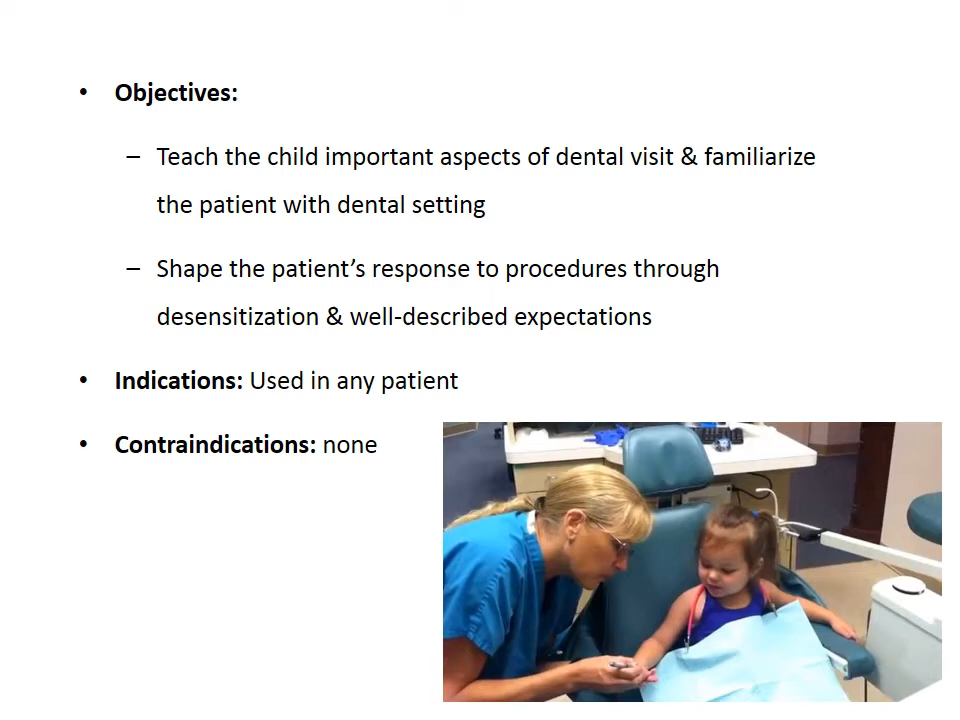 • Objectives:
– Teach the child important aspects of dental visit & familiarize
the patient with dental setting
– Shape the patient’s response to procedures through
desensitization & well-described expectations
• Indications: Used in any patient
• Contraindications: none